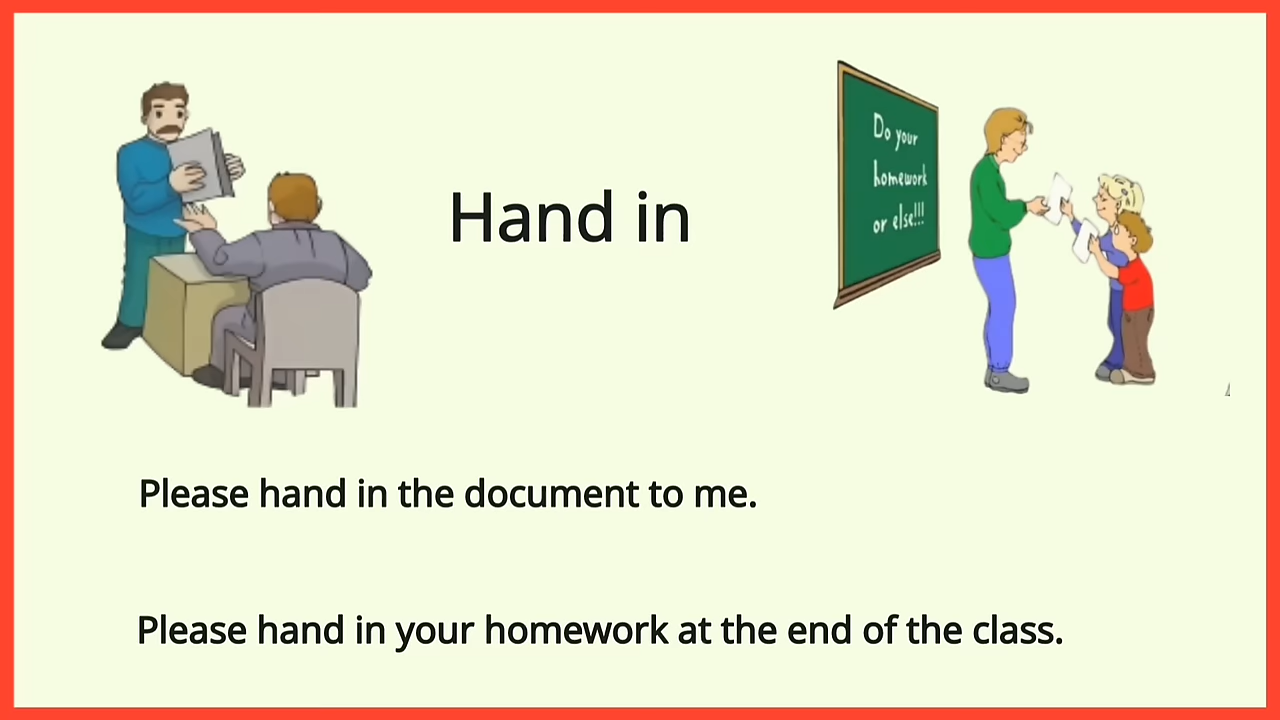 Hand in
Do your
homework
or else!!!
Please hand in the document to me.
Please hand in your homework at the end of the class.